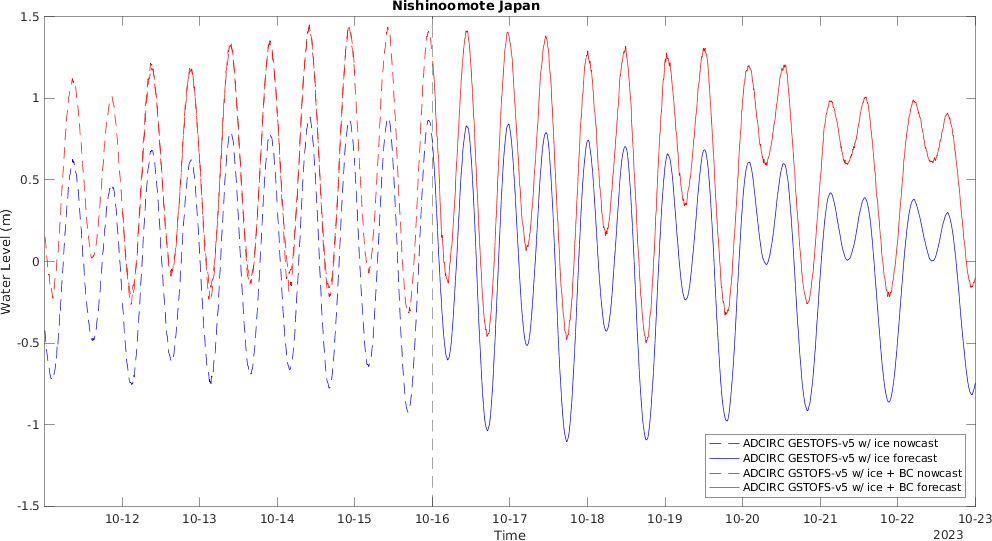 Nishinoomote Japan
1.5
1
0.5
0
-0.5
-1
-1.5
Water Level (m)
ADCIRC GESTOFS-v5 w/ ice nowcast
ADCIRC GESTOFS-v5 w/ ice forecast
ADCIRC GSTOFS-v5 w/ ice + BC nowcast
ADCIRC GSTOFS-v5 w/ ice + BC forecast
10-12 10-13 10-14 10-15 10-16 10-17 10-18 10-19 10-20 10-21 10-22 10-23
Time
2023